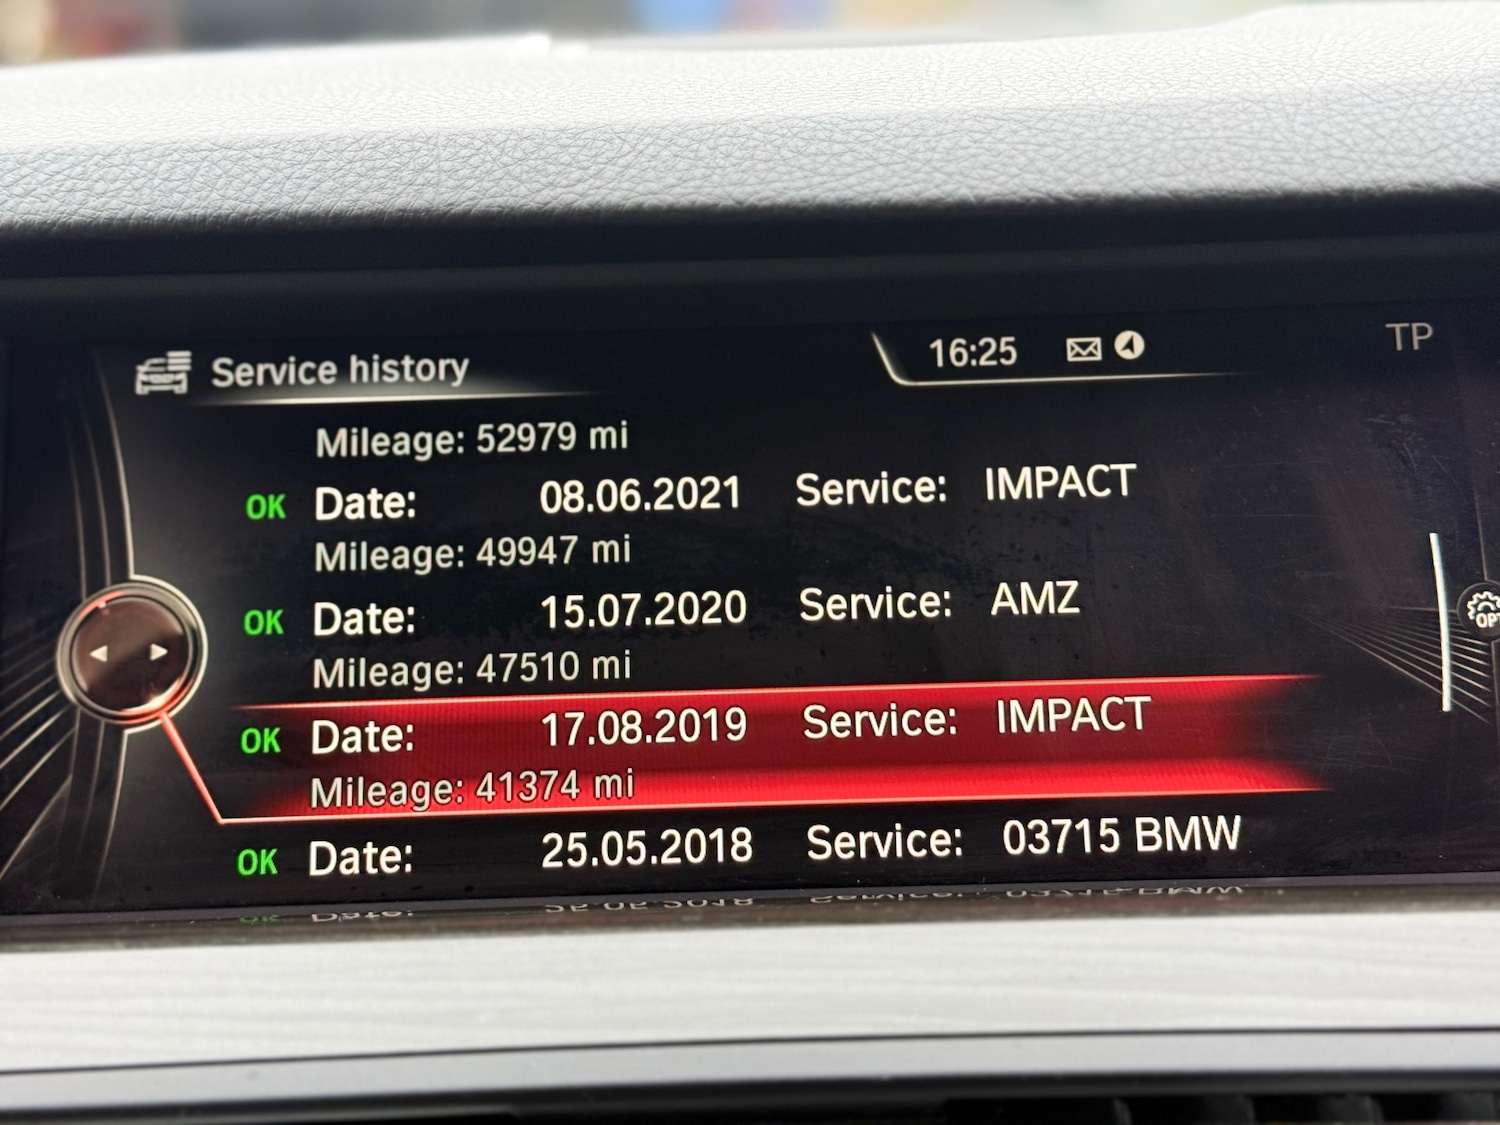 Service history 16:25 TP
Mileage: 52979 mi
OK Date: 08.06.2021 Service: IMPACT
Mileage: 49947 mi
OK Date: 15.07.2020 Service: AMZ
Mileage: 47510 mi
OK Date: 17.08.2019 Service: IMPACT
Mileage: 41374 mi
OK Date: 25.05.2018 Service: 03715 BMW